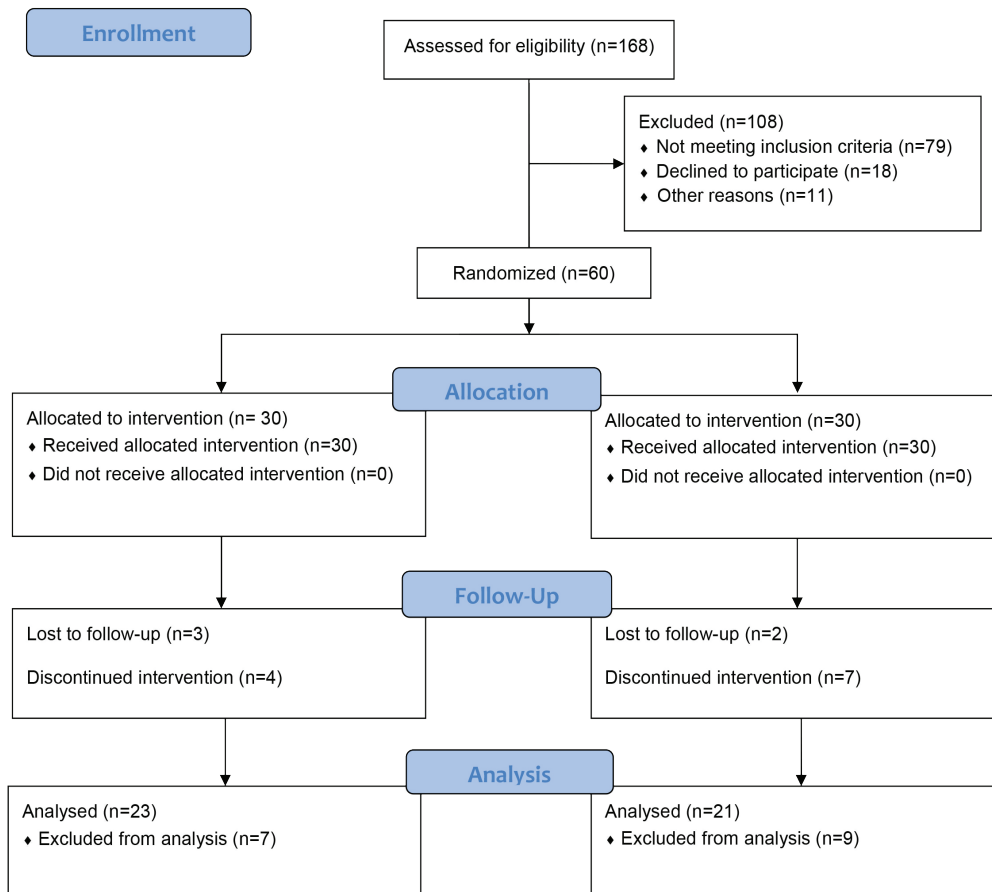 Enrollment
Assessed for eligibility (n=168)
Excluded (n=108)
♦ Not meeting inclusion criteria (n=79)
♦ Declined to participate (n=18)
♦ Other reasons (n=11)
Randomized (n=60)
Allocation
Allocated to intervention (n= 30)
♦ Received allocated intervention (n=30)
♦ Did not receive allocated intervention (n=0)
Allocated to intervention (n=30)
♦ Received allocated intervention (n=30)
♦ Did not receive allocated intervention (n=0)
Follow-Up
Lost to follow-up (n=3)
Discontinued intervention (n=4)
Lost to follow-up (n=2)
Discontinued intervention (n=7)
Analysis
Analysed (n=23)
♦ Excluded from analysis (n=7)
Analysed (n=21)
♦ Excluded from analysis (n=9)